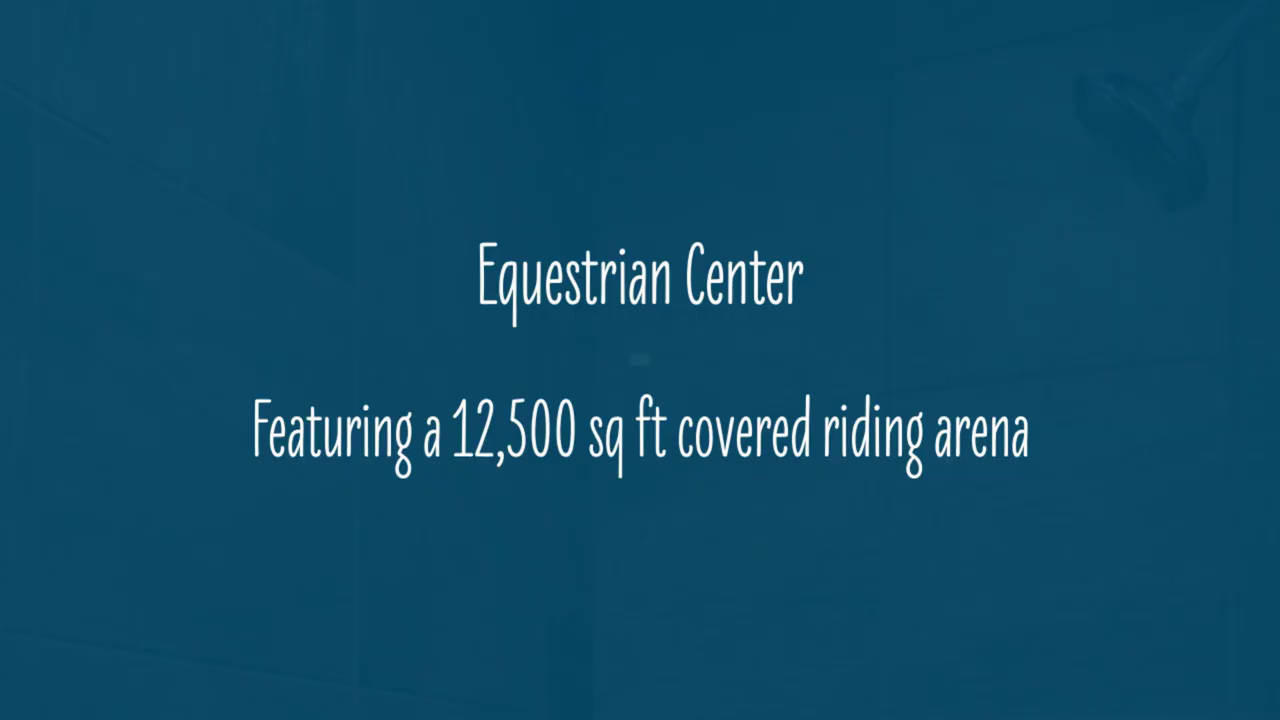 Equestrian Center
Featuring a 12,500 sq ft covered riding arena